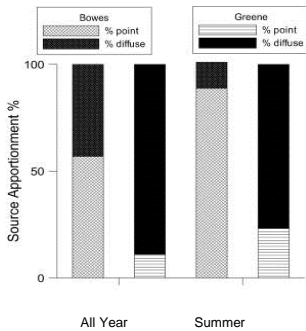 Bowes
% point
% diffuse
Greene
% point
% diffuse
Source Apportionment %
100
50
0
All Year
Summer